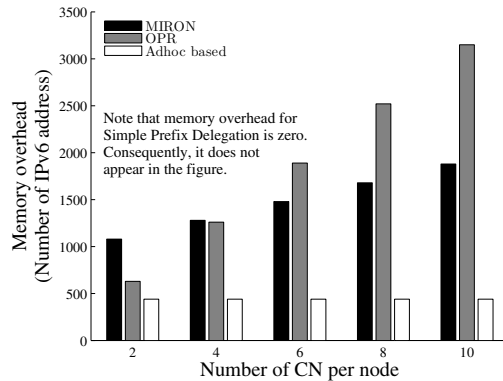 Memory overhead
(Number of IPv6 address)
3500
3000
2500
2000
1500
1000
500
0
MIRON
OPR
Adhoc based
Note that memory overhead for
Simple Prefix Delegation is zero.
Consequently, it does not
appear in the figure.
2 4 6 8 10
Number of CN per node